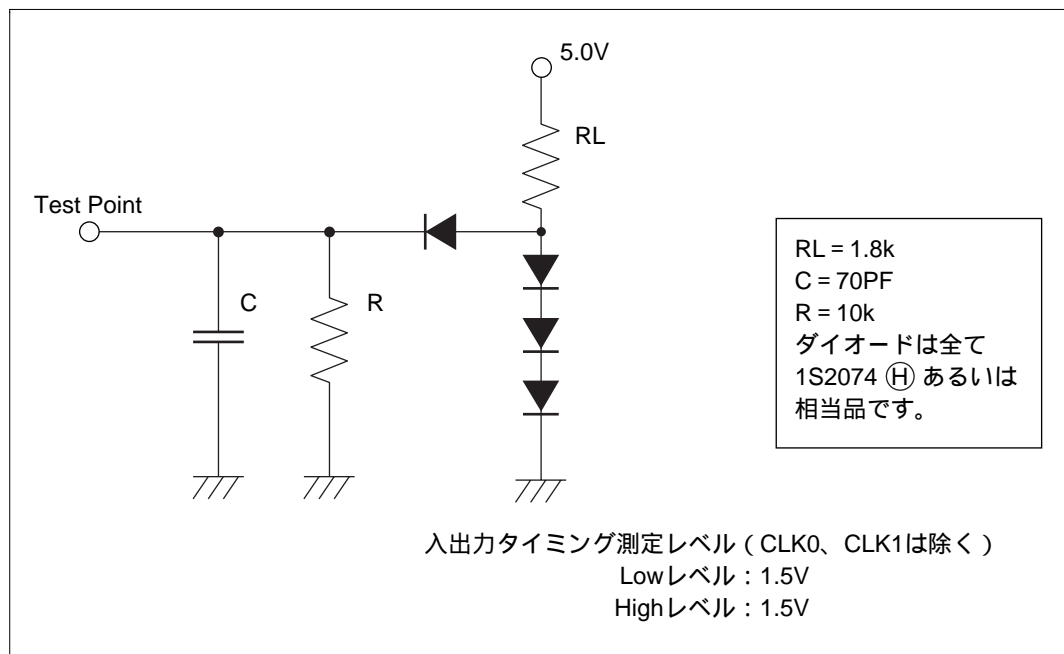 5.0V
RL
Test Point
C
R
RL = 1.8k
C = 70PF
R = 10k
ダイオードは全て
1S2074 Ⓗ あるいは
相当品です。
入出力タイミング測定レベル（CLK0、CLK1は除く）
Lowレベル：1.5V
Highレベル：1.5V